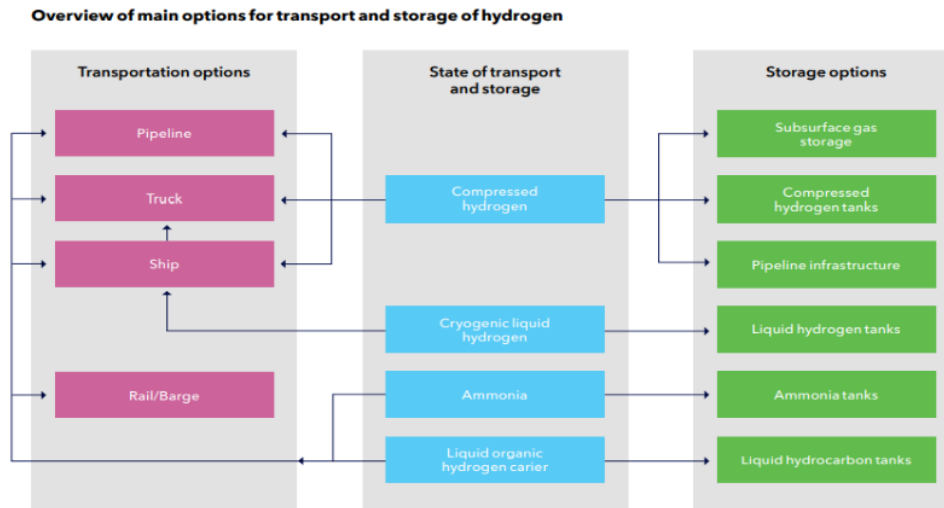 Overview of main options for transport and storage of hydrogen
Transportation options
Pipeline
Truck
Ship
Rail/Barge
State of transport
and storage
Compressed
hydrogen
Cryogenic liquid
hydrogen
Ammonia
Liquid organic
hydrogen carier
Storage options
Subsurface gas
storage
Compressed
hydrogen tanks
Pipeline infrastructure
Liquid hydrogen tanks
Ammonia tanks
Liquid hydrocarbon tanks